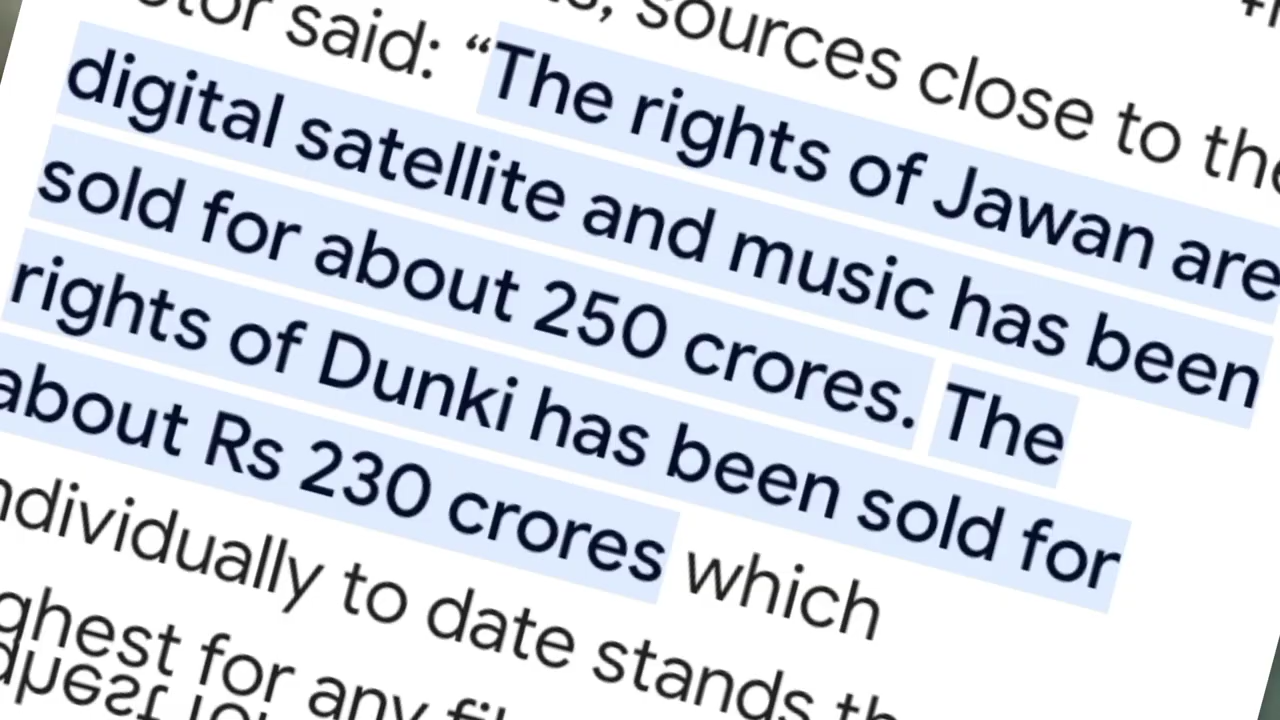 said: “The rights of Jawan are
sources close to the
digital satellite and music has been
sold for about 250 crores. The
rights of Dunki has been sold for
about Rs 230 crores which
individually to date stands
for any